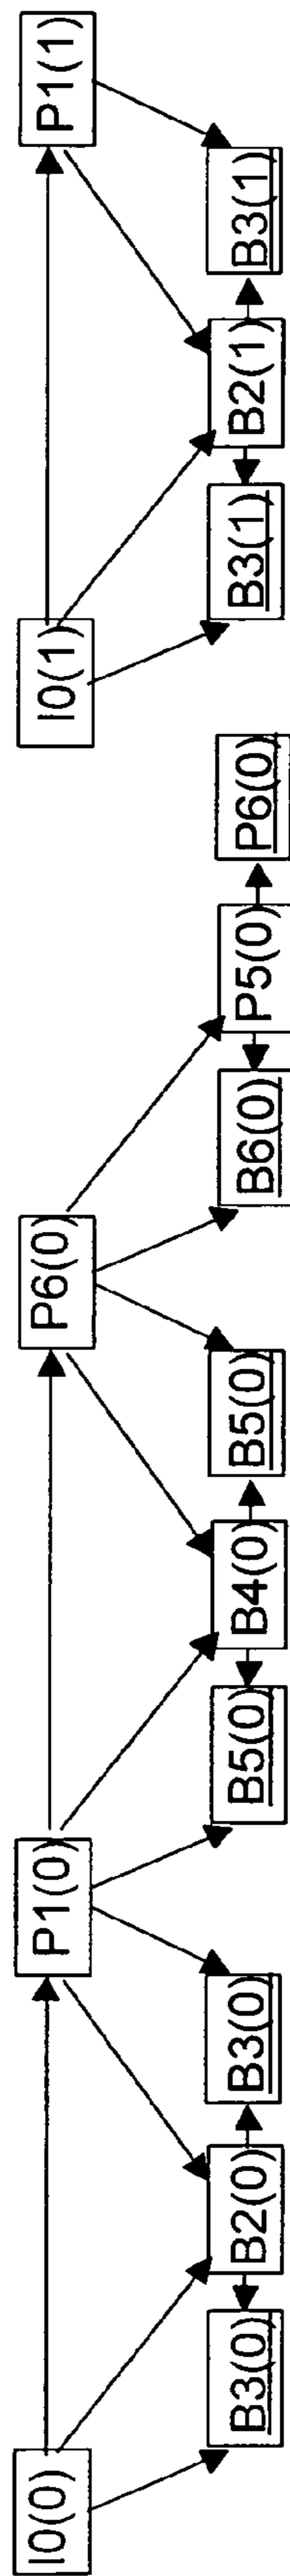 I0(0)
P1(0)
P6(0)
I0(1)
P1(1)
B3(0)
B2(0)
B3(0)
B5(0)
B4(0)
B5(0)
B6(0)
P5(0)
P6(0)
B3(1)
B2(1)
B3(1)